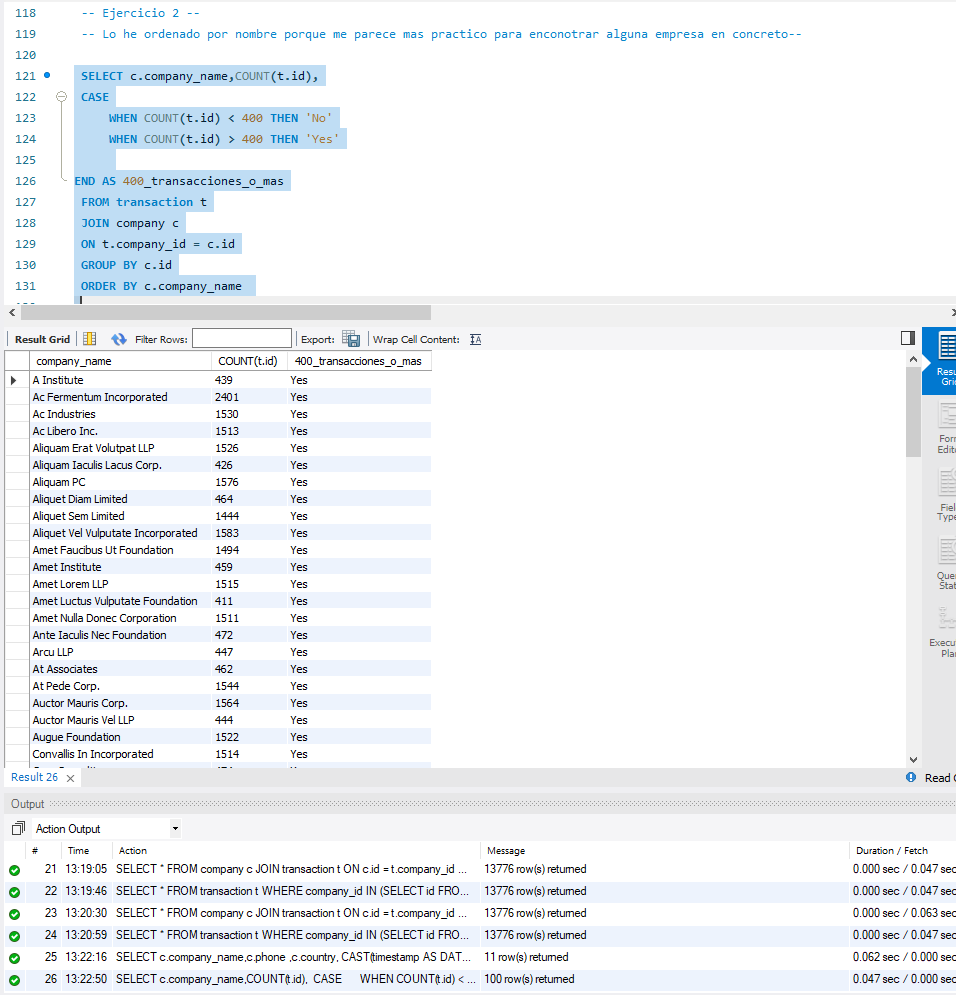 118 -- Ejercicio 2 --
119 -- Lo he ordenado por nombre porque me parece mas practico para enconotrar alguna empresa en concreto--
120
121 SELECT c.company_name,COUNT(t.id),
122 CASE
123 WHEN COUNT(t.id) < 400 THEN 'No'
124 WHEN COUNT(t.id) > 400 THEN 'Yes'
125
126 END AS 400_transacciones_o_mas
127 FROM transaction t
128 JOIN company c
129 ON t.company_id = c.id
130 GROUP BY c.id
131 ORDER BY c.company_name
Result Grid Filter Rows: Export: Wrap Cell Content:
company_name COUNT(t.id) 400_transacciones_o_mas
A Institute 439 Yes
Ac Fermentum Incorporated 2401 Yes
Ac Industries 1530 Yes
Ac Libero Inc. 1513 Yes
Aliquam Erat Volutpat LLP 1526 Yes
Aliquam Iaculis Lacus Corp. 426 Yes
Aliquam PC 1576 Yes
Aliquet Diam Limited 464 Yes
Aliquet Sem Limited 1444 Yes
Aliquet Vel Vulputate Incorporated 1583 Yes
Amet Faucibus Ut Foundation 1494 Yes
Amet Institute 459 Yes
Amet Lorem LLP 1515 Yes
Amet Luctus Vulputate Foundation 411 Yes
Amet Nulla Donec Corporation 1511 Yes
Ante Iaculis Nec Foundation 472 Yes
Arcu LLP 447 Yes
At Associates 462 Yes
At Pede Corp. 1544 Yes
Auctor Mauris Corp. 1564 Yes
Auctor Mauris Vel LLP 444 Yes
Augue Foundation 1522 Yes
Convallis In Incorporated 1514 Yes
Resu
Grid
Form
Edito
Field
Type
Quer
Stat
Execut
Plan
Result 26
Read O
Output
Action Output
# Time Action Message Duration / Fetch
21 13:19:05 SELECT * FROM company c JOIN transaction t ON c.id = t.company_id ... 13776 row(s) returned 0.000 sec / 0.047 sec
22 13:19:46 SELECT * FROM transaction t WHERE company_id IN (SELECT id FRO... 13776 row(s) returned 0.000 sec / 0.047 sec
23 13:20:30 SELECT * FROM company c JOIN transaction t ON c.id = t.company_id ... 13776 row(s) returned 0.000 sec / 0.063 sec
24 13:20:59 SELECT * FROM transaction t WHERE company_id IN (SELECT id FRO... 13776 row(s) returned 0.000 sec / 0.047 sec
25 13:22:16 SELECT c.company_name,c.phone ,c.country, CAST(timestamp AS DAT... 11 row(s) returned 0.062 sec / 0.000 sec
26 13:22:50 SELECT c.company_name,COUNT(t.id), CASE WHEN COUNT(t.id) < ... 100 row(s) returned 0.047 sec / 0.000 sec